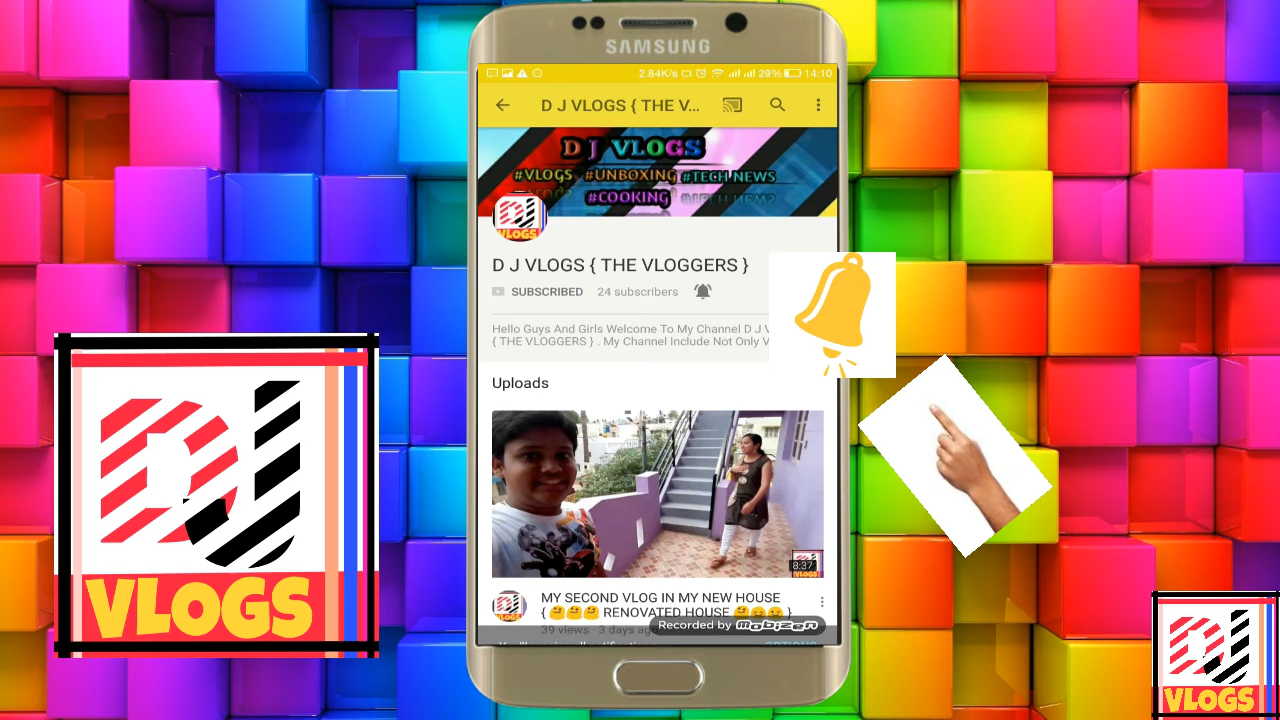 SAMSUNG
2.84K/s 29% 14:10
D J VLOGS { THE V...
D J VLOGS
#VLOGS #UNBOXING #TECH NEWS
#COOKING
DJ
VLOGS
D J VLOGS { THE VLOGGERS }
SUBSCRIBED 24 subscribers
Hello Guys And Girls Welcome To My Channel D J V
{ THE VLOGGERS } . My Channel Include Not Only V
Uploads
8:37
MY SECOND VLOG IN MY NEW HOUSE
{ 🤔🤔🤔 RENOVATED HOUSE
39 views · 3 days ago
Recorded by mobizen
DJ
VLOGS
DJ
VLOGS